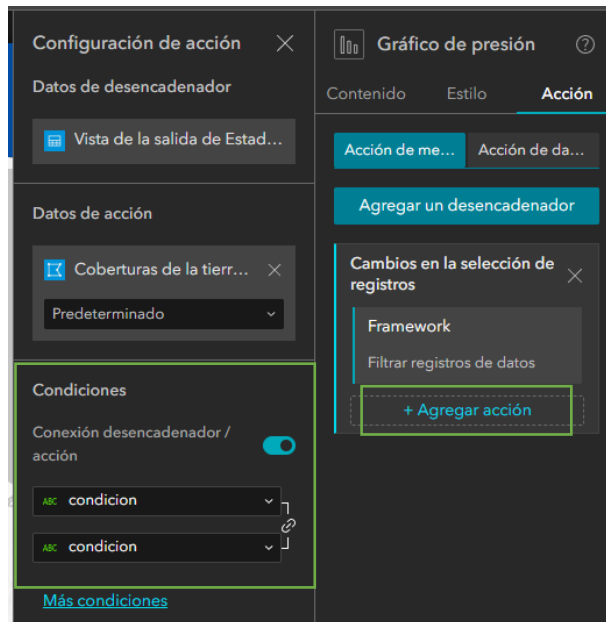 Configuración de acción
Datos de desencadenador
Vista de la salida de Estad...
Datos de acción
Coberturas de la tierr...
Predeterminado
Condiciones
Conexión desencadenador /
acción
ABC condicion
ABC condicion
Más condiciones
Gráfico de presión
Contenido Estilo Acción
Acción de me... Acción de da...
Agregar un desencadenador
Cambios en la selección de
registros
Framework
Filtrar registros de datos
+ Agregar acción